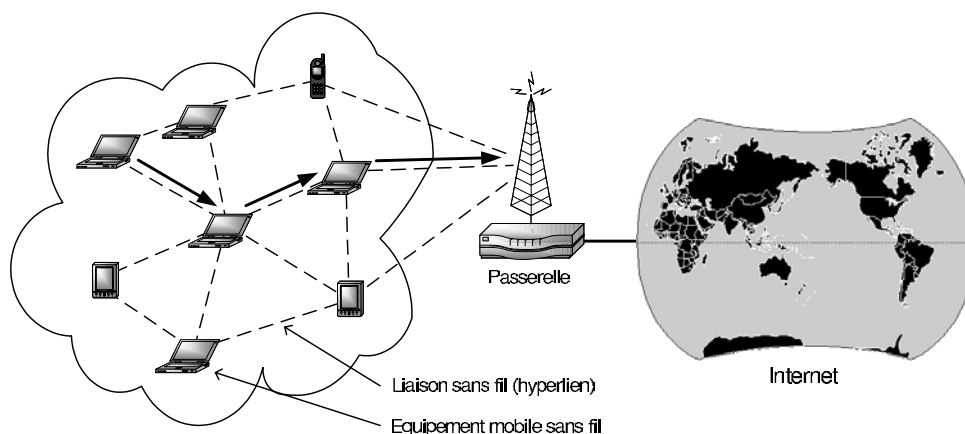 Passerelle
Internet
Liaison sans fil (hyperlien)
Equipement mobile sans fil